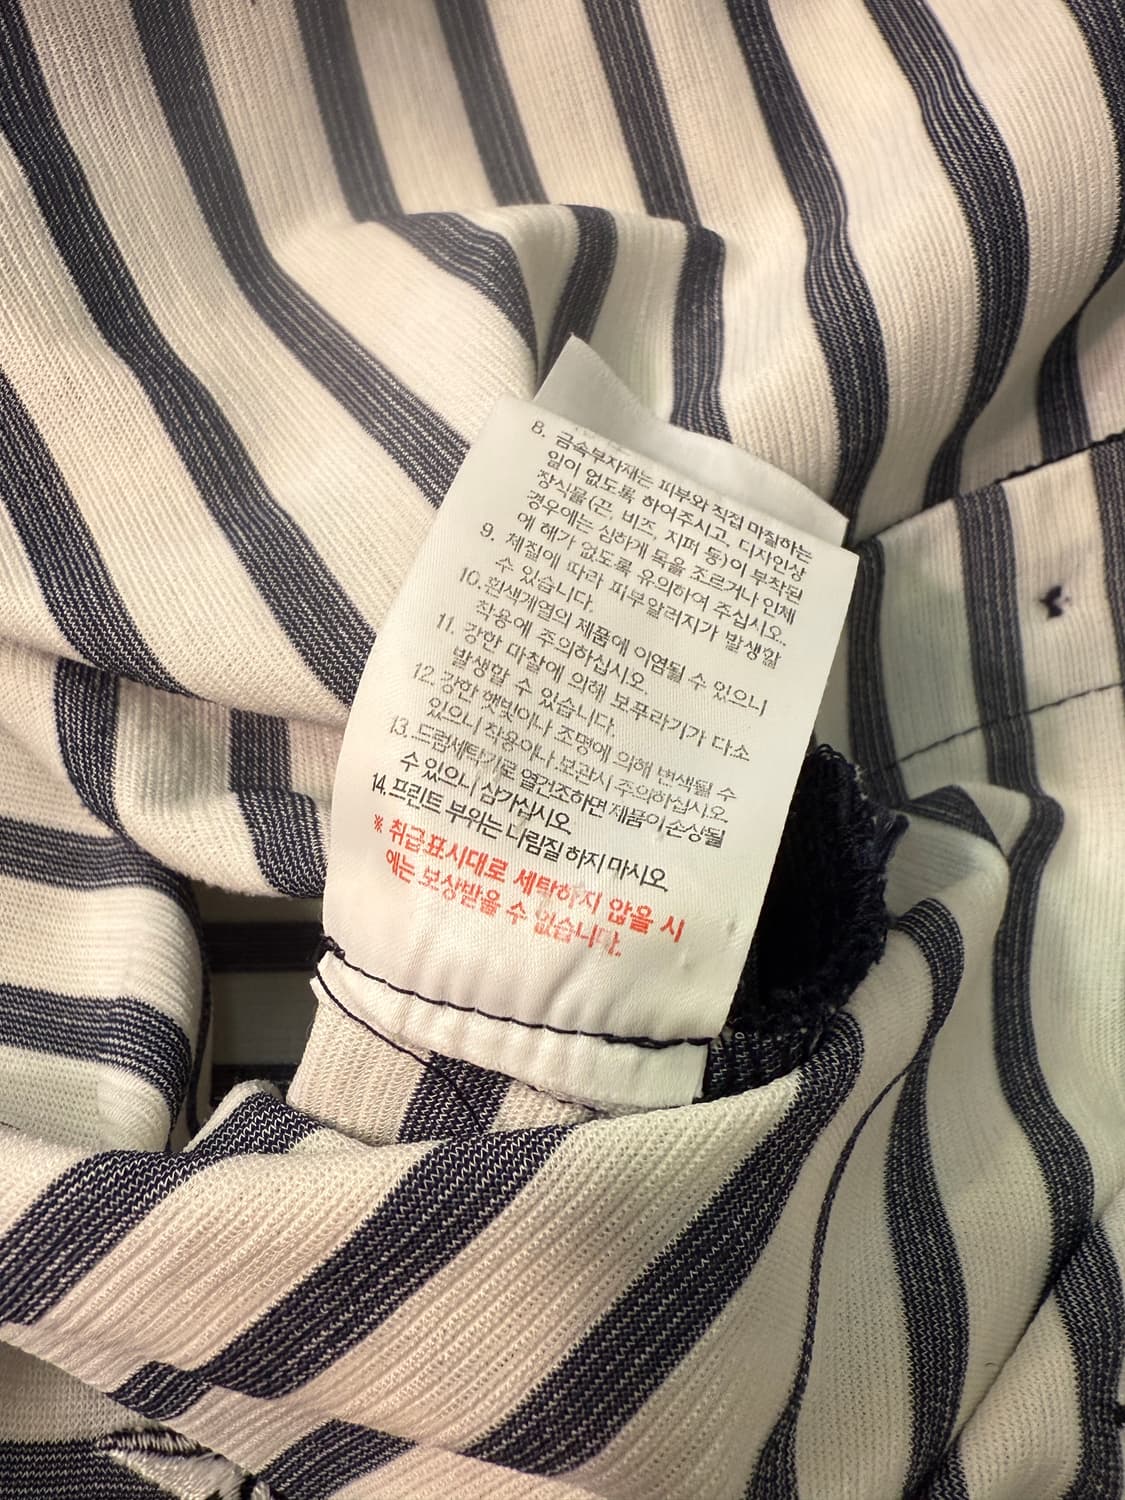 8. 금속부자재는 피부와 직접 마찰하는
일이 없도록 하여주시고, 디자인상
장식물(끈, 비즈, 지퍼 등)이 부착된
경우에는 심하게 목을 조르거나 인체
에 해가 없도록 유의하여 주십시오.
9. 체질에 따라 피부알러지가 발생할
수 있습니다.
10. 흰색계열의 제품에 이염될 수 있으니
착용에 주의하십시오.
11. 강한 마찰에 의해 보푸라기가 다소
발생할 수 있습니다.
12. 강한 햇빛이나 조명에 의해 변색될 수
있으니 착용이나 보관시 주의하십시오.
13. 드럼세탁기로 열건조하면 제품이 손상될
수 있으니 삼가십시오
14. 프린트 부위는 다림질 하지 마시오
※ 취급표시대로 세탁하지 않을 시
에는 보상받을 수 없습니다.